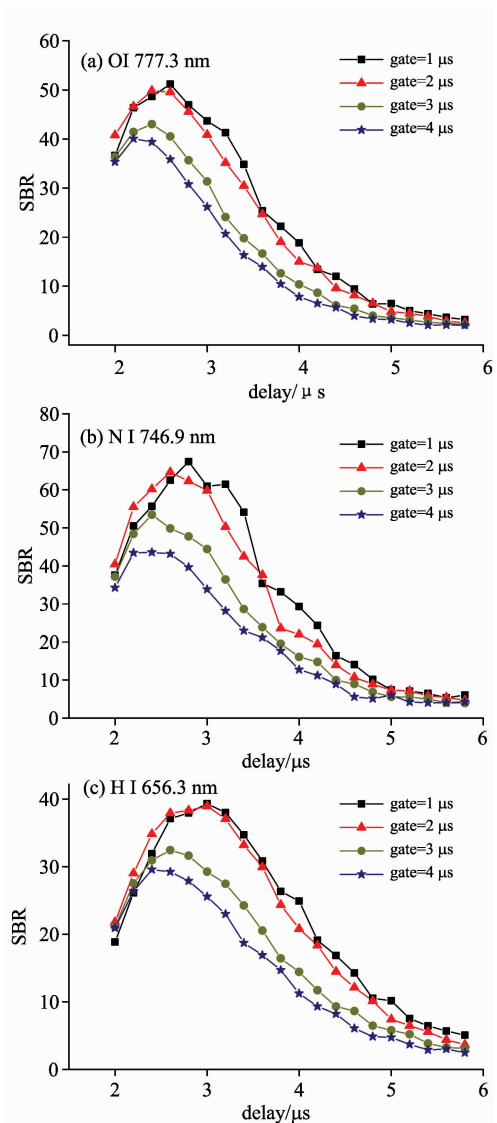 (a) OI 777.3 nm
gate=1 μs
gate=2 μs
gate=3 μs
gate=4 μs
SBR
60
50
40
30
20
10
0
2 3 4 5 6
delay/μ s
(b) N I 746.9 nm
gate=1 μs
gate=2 μs
gate=3 μs
gate=4 μs
SBR
80
70
60
50
40
30
20
10
0
2 3 4 5 6
delay/μs
(c) H I 656.3 nm
gate=1 μs
gate=2 μs
gate=3 μs
gate=4 μs
SBR
40
30
20
10
0
2 3 4 5 6
delay/μs